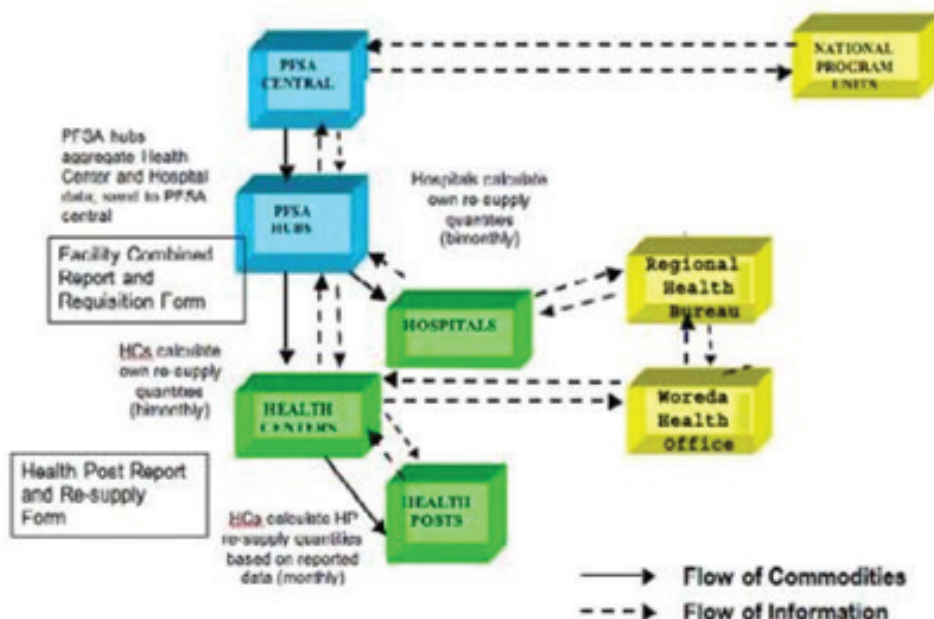 PFSA
CENTRAL
NATIONAL
PROGRAM
UNITS
PFSA hubs
aggregate Health
Center and Hospital
data, send to PFSA
central
Hospitals calculate
own re-supply
quantities
(bimonthly)
PFSA
HUBS
Facility Combined
Report and
Requisition Form
Regional
Health
Bureau
HOSPITALS
HCs calculate
own re-supply
quantities
(bimonthly)
HEALTH
CENTERS
Woreda
Health
Office
Health Post Report
and Re-supply
Form
HEALTH
POSTS
HCs calculate HP
re-supply quantities
based on reported
data (monthly)
Flow of Commodities
Flow of Information